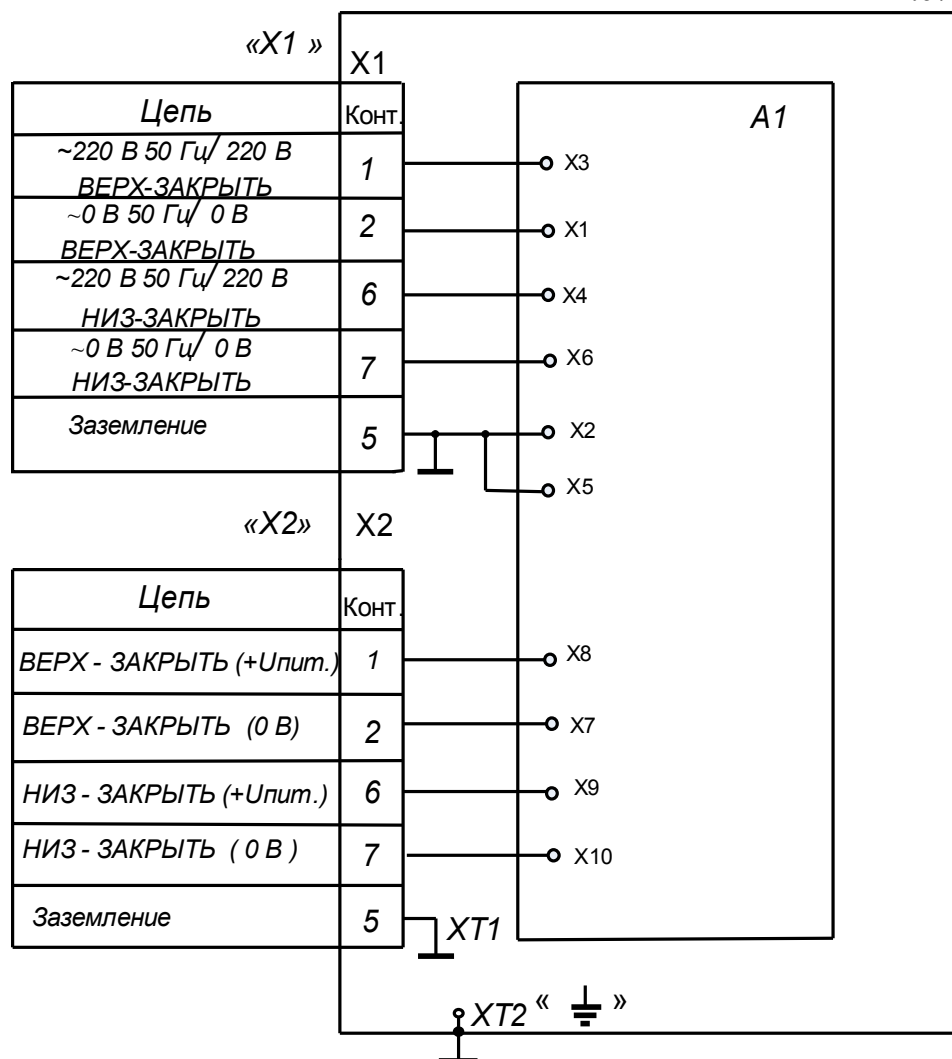 «X1 »
X1
Цепь Конт.
A1
~220 В 50 Гц/ 220 В
ВЕРХ-ЗАКРЫТЬ
1
X3
~0 В 50 Гц/ 0 В
ВЕРХ-ЗАКРЫТЬ
2
X1
~220 В 50 Гц/ 220 В
НИЗ-ЗАКРЫТЬ
6
X4
~0 В 50 Гц/ 0 В
НИЗ-ЗАКРЫТЬ
7
X6
Заземление 5
X2
X5
«X2»
X2
Цепь Конт.
ВЕРХ - ЗАКРЫТЬ (+Uпит.) 1
X8
ВЕРХ - ЗАКРЫТЬ (0 В) 2
X7
НИЗ - ЗАКРЫТЬ (+Uпит.) 6
X9
НИЗ - ЗАКРЫТЬ ( 0 В ) 7
X10
Заземление 5
XT1
XT2 « »